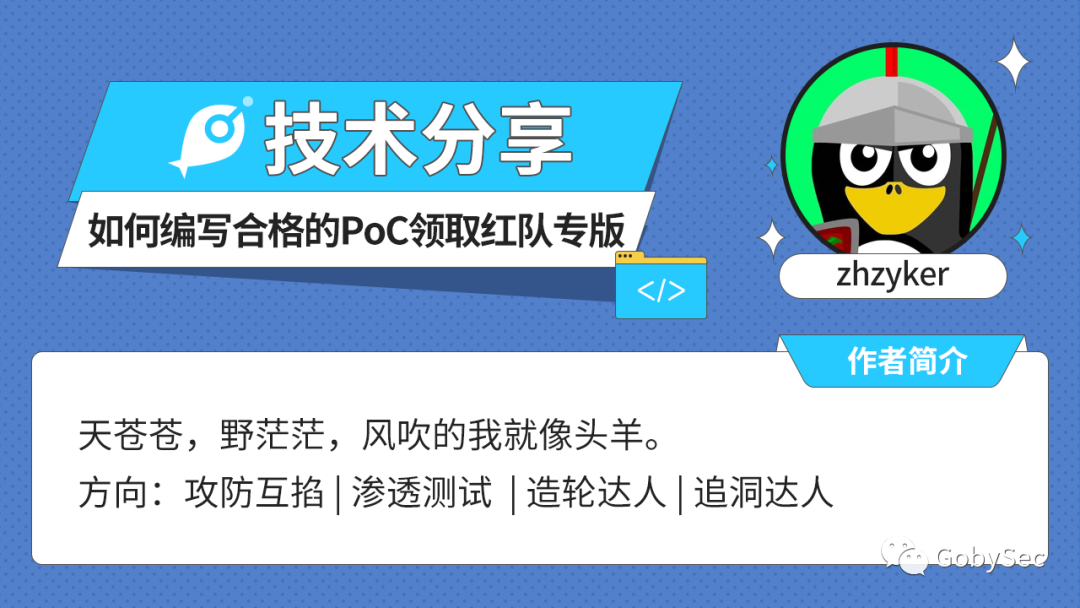 技术分享
如何编写合格的PoC领取红队专版
</>
zhzyker
作者简介
天苍苍，野茫茫，风吹的我就像头羊。
方向：攻防互掐 | 渗透测试 | 造轮达人 | 追洞达人
GobySec